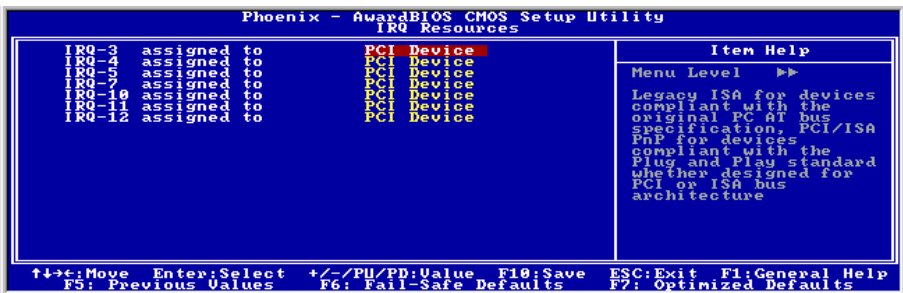 Phoenix - AwardBIOS CMOS Setup Utility
IRQ Resources
IRQ-3 assigned to PCI Device
IRQ-4 assigned to PCI Device
IRQ-5 assigned to PCI Device
IRQ-7 assigned to PCI Device
IRQ-10 assigned to PCI Device
IRQ-11 assigned to PCI Device
IRQ-12 assigned to PCI Device
Item Help
Menu Level ▶▶
Legacy ISA for devices
compliant with the
original PC AT bus
specification, PCI/ISA
PnP for devices
compliant with the
Plug and Play standard
whether designed for
PCI or ISA bus
architecture
↑↓→←:Move Enter:Select +/-/PU/PD:Value F10:Save ESC:Exit F1:General Help
F5: Previous Values F6: Fail-Safe Defaults F7: Optimized Defaults